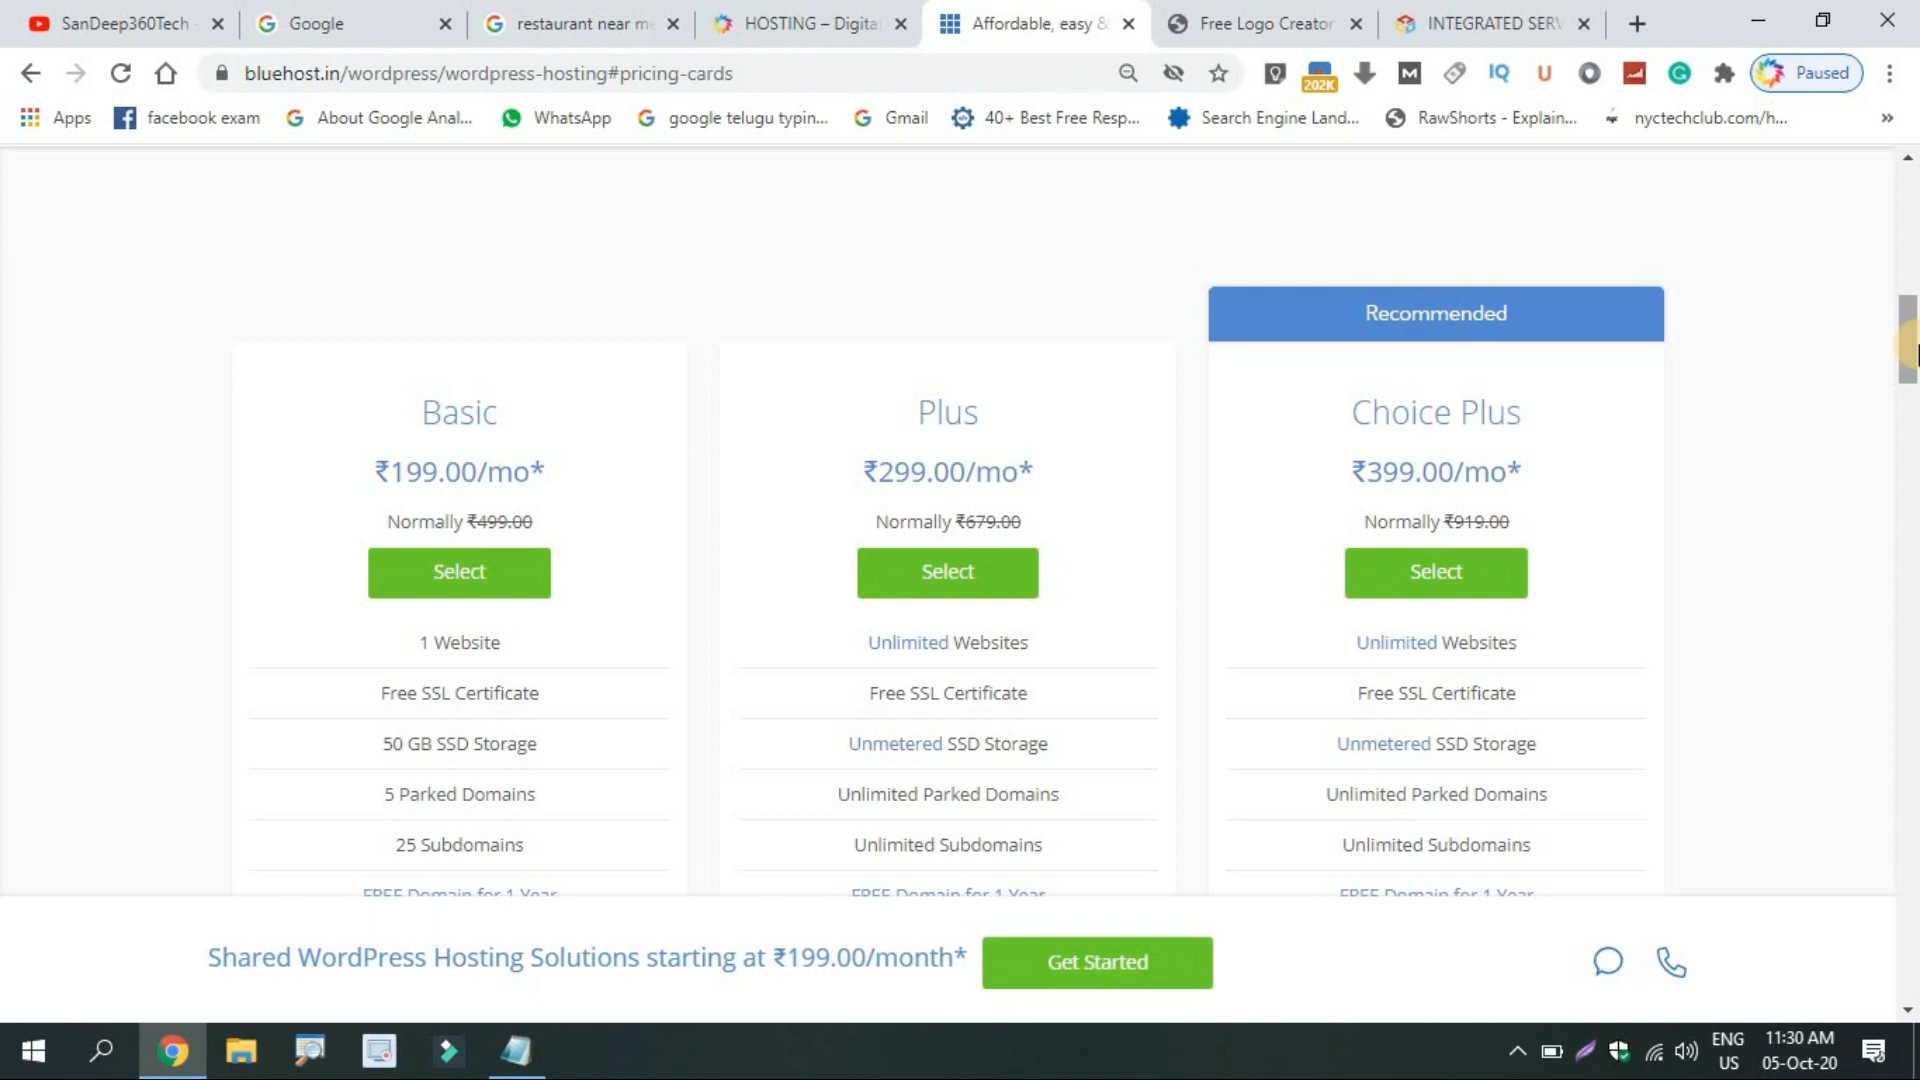 SanDeep360Tech
Google
restaurant near m
HOSTING – Digita
Affordable, easy &
Free Logo Creator
INTEGRATED SERV
bluehost.in/wordpress/wordpress-hosting#pricing-cards
202K
IQ
Paused
Apps
facebook exam
About Google Anal...
WhatsApp
google telugu typin...
Gmail
40+ Best Free Resp...
Search Engine Land...
RawShorts - Explain...
nyctechclub.com/h...
»
Recommended
Basic
Plus
Choice Plus
₹199.00/mo*
₹299.00/mo*
₹399.00/mo*
Normally ₹499.00
Normally ₹679.00
Normally ₹919.00
Select
Select
Select
1 Website
Unlimited Websites
Unlimited Websites
Free SSL Certificate
Free SSL Certificate
Free SSL Certificate
50 GB SSD Storage
Unmetered SSD Storage
Unmetered SSD Storage
5 Parked Domains
Unlimited Parked Domains
Unlimited Parked Domains
25 Subdomains
Unlimited Subdomains
Unlimited Subdomains
FREE Domain for 1 Year
FREE Domain for 1 Year
FREE Domain for 1 Year
Shared WordPress Hosting Solutions starting at ₹199.00/month*
Get Started
ENG
US
11:30 AM
05-Oct-20